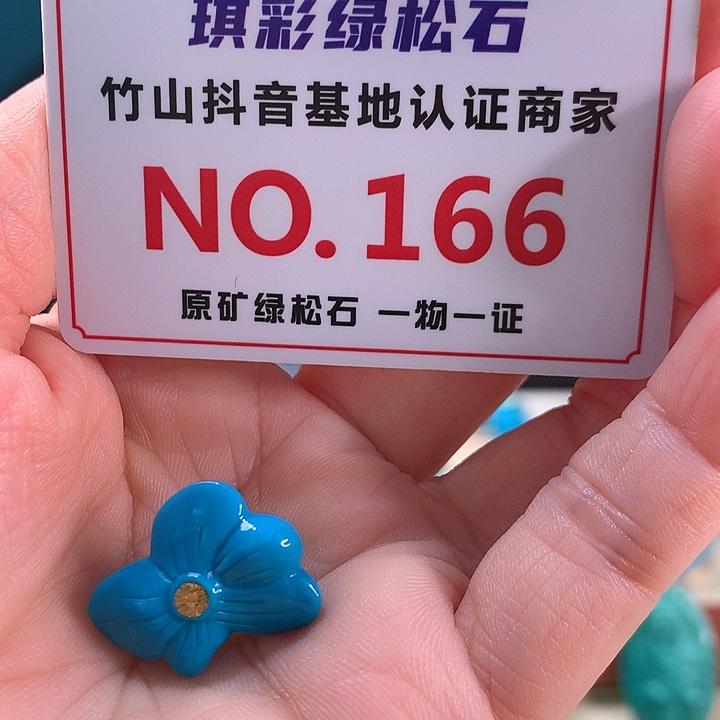 琪彩绿松石
竹山抖音基地认证商家
NO.166
原矿绿松石 一物一证